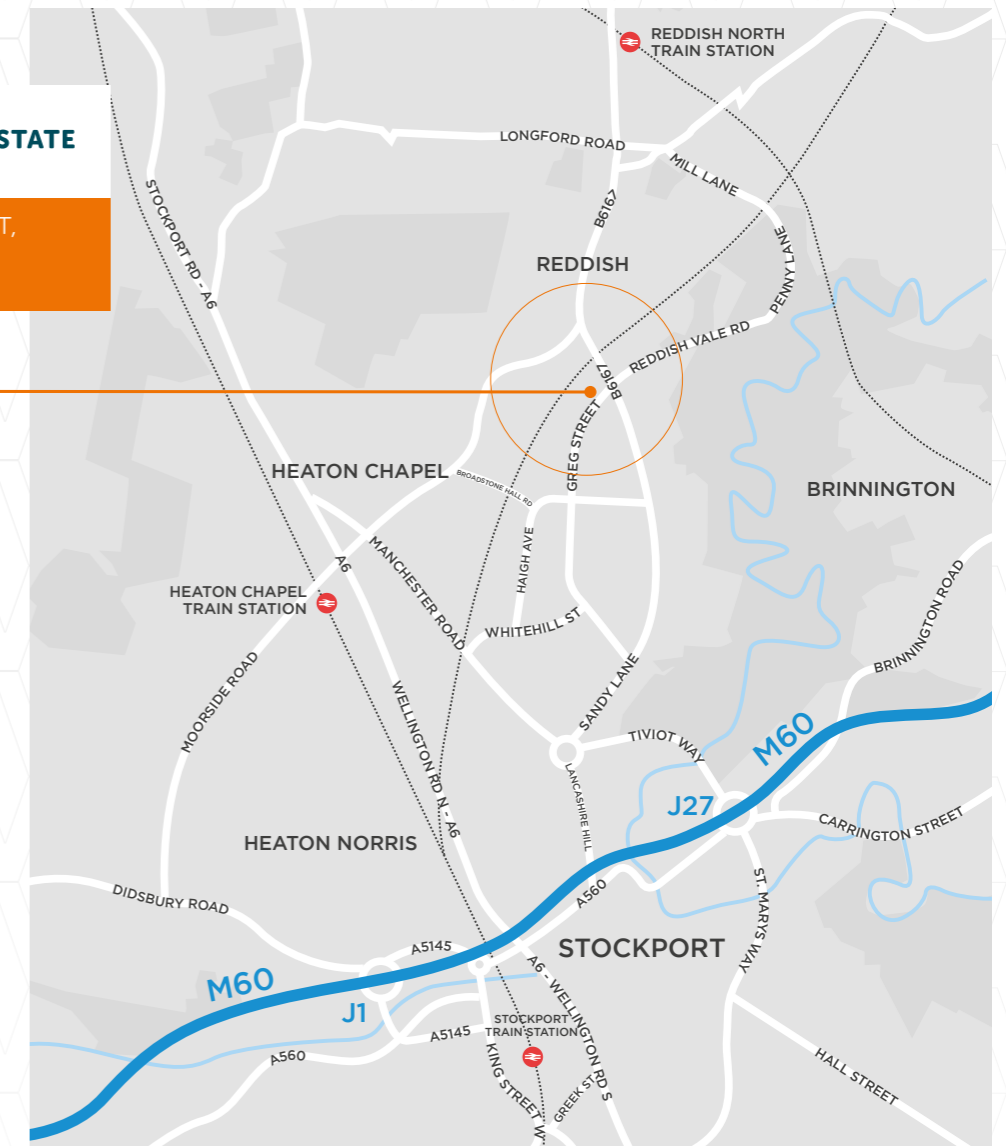 REDDISH NORTH
TRAIN STATION
STATE
LONGFORD ROAD
MILL LANE
STOCKPORT RD - A6
B6167
T,
PENNY LANE
REDDISH
REDDISH VALE RD
B6167
GREG STREET
HEATON CHAPEL
BROADSTONE HALL RD
BRINNINGTON
HAIGH AVE
A6
MANCHESTER ROAD
HEATON CHAPEL
TRAIN STATION
WHITEHILL ST
BRINNINGTON ROAD
MOORSIDE ROAD
WELLINGTON RD N - A6
SANDY LANE
TIVIOT WAY
M60
LANCASHIRE HILL
J27
CARRINGTON STREET
HEATON NORRIS
DIDSBURY ROAD
A560
ST. MARYS WAY
A5145
STOCKPORT
M60
A6 - WELLINGTON RD S
J1
STOCKPORT
TRAIN STATION
A5145
A560
KING STREET W
GREEK ST
HALL STREET